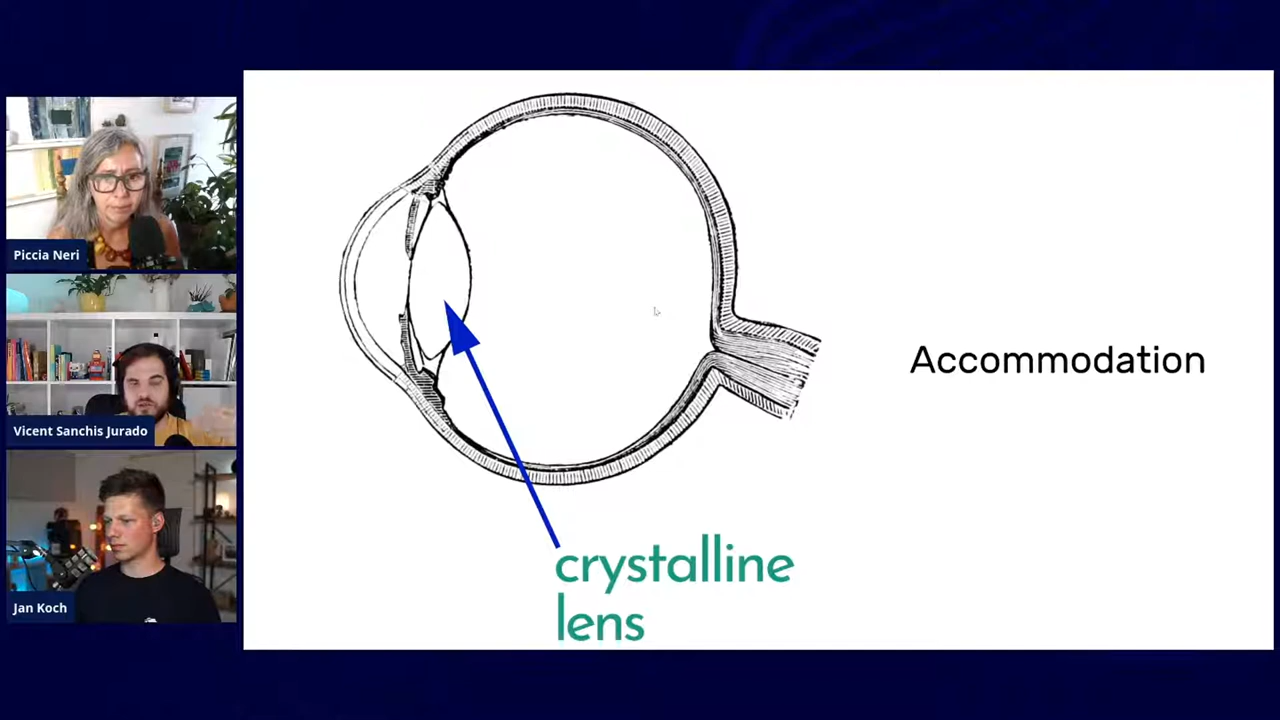 Piccia Neri
Vicent Sanchis Jurado
Jan Koch
Accommodation
crystalline
lens